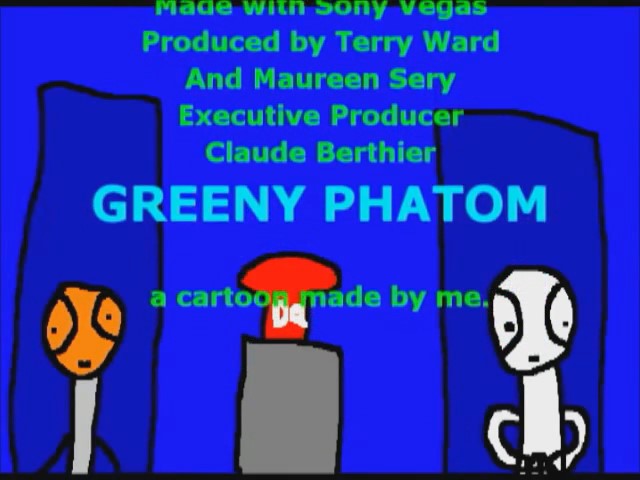 Made with Sony Vegas
Produced by Terry Ward
And Maureen Sery
Executive Producer
Claude Berthier
GREENY PHATOM
a cartoon made by me.
DQ